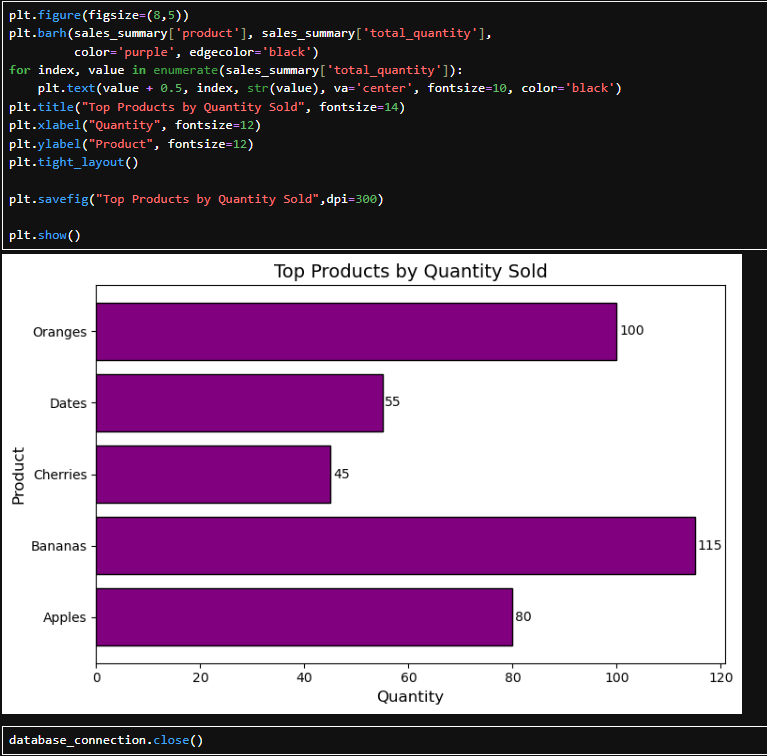 plt.figure(figsize=(8,5))
plt.barh(sales_summary['product'], sales_summary['total_quantity'],
         color='purple', edgecolor='black')
for index, value in enumerate(sales_summary['total_quantity']):
    plt.text(value + 0.5, index, str(value), va='center', fontsize=10, color='black')
plt.title("Top Products by Quantity Sold", fontsize=14)
plt.xlabel("Quantity", fontsize=12)
plt.ylabel("Product", fontsize=12)
plt.tight_layout()
plt.savefig("Top Products by Quantity Sold",dpi=300)
plt.show()
Top Products by Quantity Sold
Oranges 100
Dates 55
Cherries 45
Bananas 115
Apples 80
Product
0 20 40 60 80 100 120
Quantity
database_connection.close()